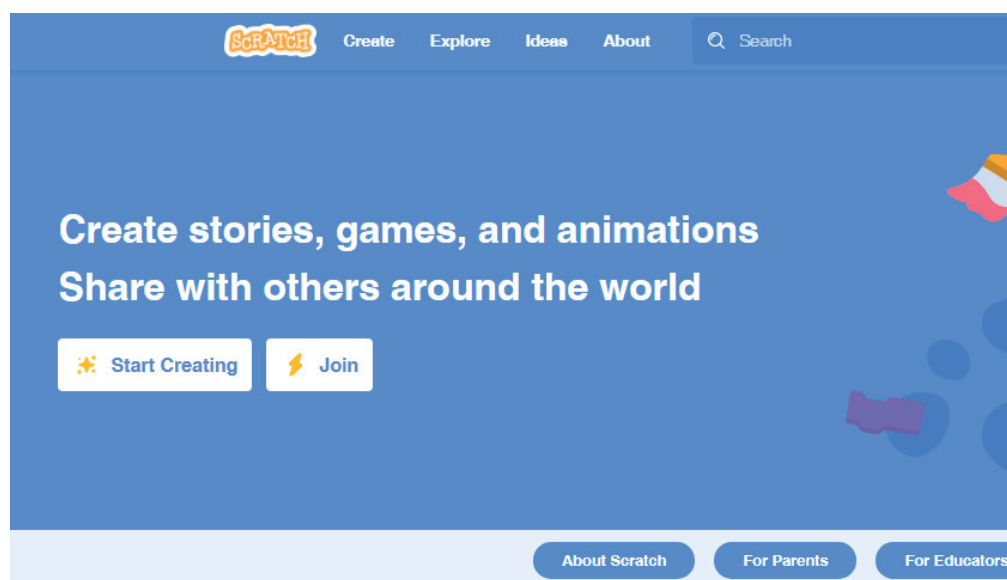 SCRATCH Create Explore Ideas About Search
Create stories, games, and animations
Share with others around the world
Start Creating Join
About Scratch For Parents For Educators